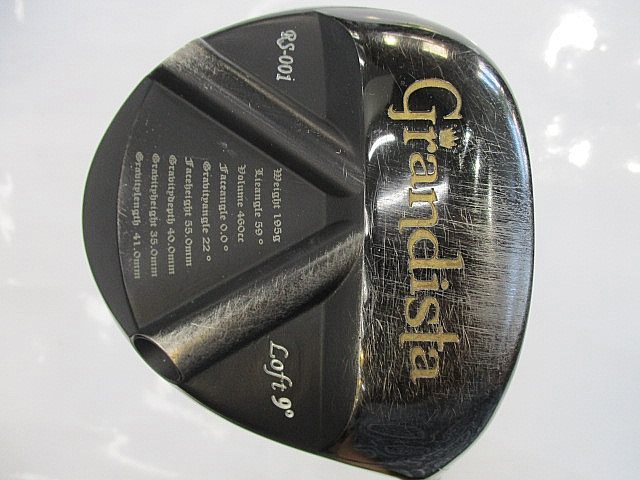 Grandista
RS-001
Weight 195g
Lieangle 59°
Volume 460cc
Faceangle 0.0°
Gravityangle 22°
Faceheight 55.0mm
Gravitydepth 40.0mm
Gravityheight 35.0mm
Gravitylength 41.0mm
Loft 9°